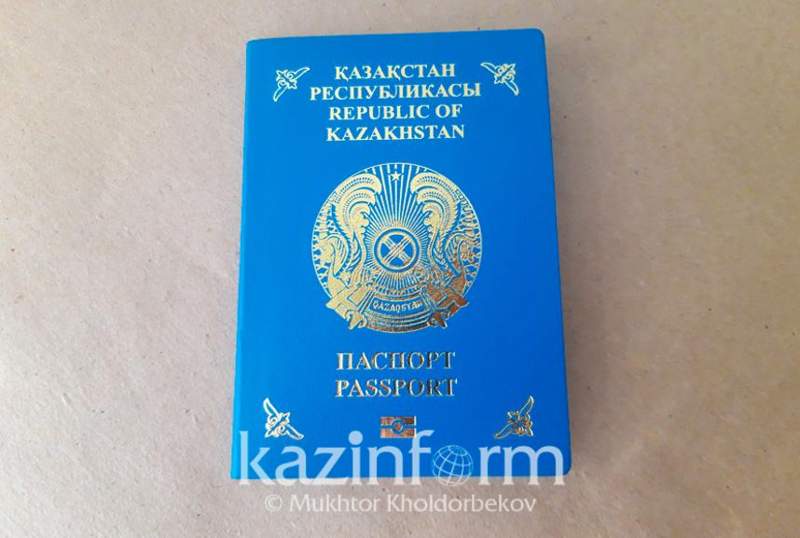 ҚАЗАҚСТАН
РЕСПУБЛИКАСЫ
REPUBLIC OF
KAZAKHSTAN
QAZAQSTAN
ПАСПОРТ
PASSPORT
kazinform
© Mukhtor Kholdorbekov